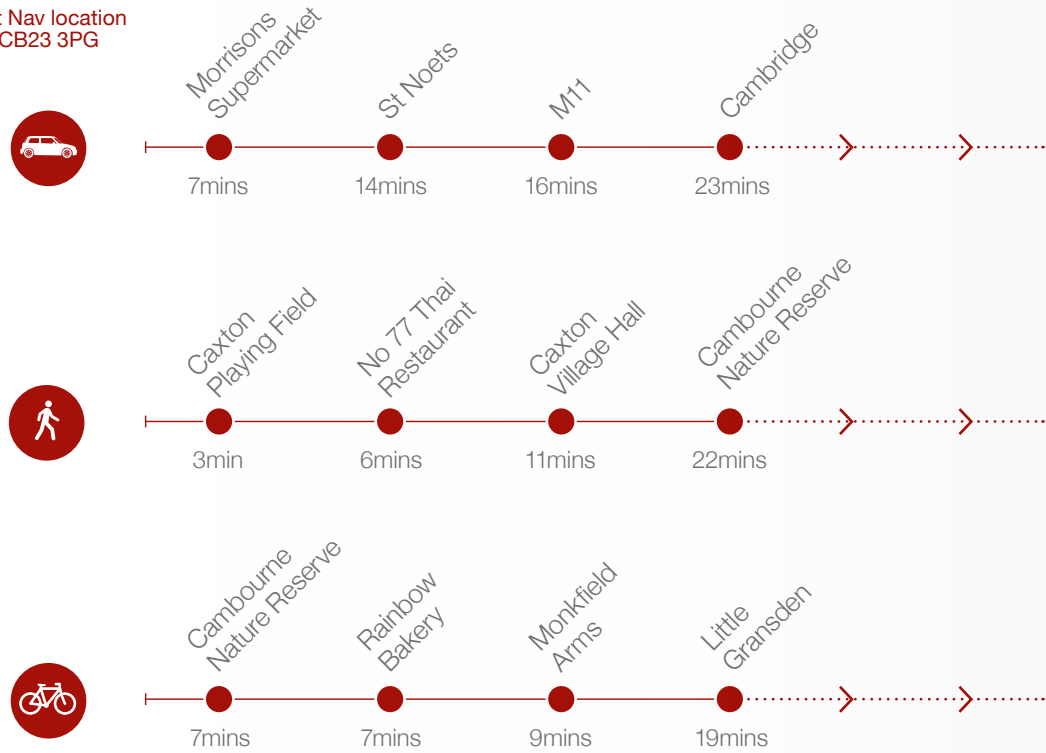 t Nav location
CB23 3PG
Morrisons
Supermarket
St Noets
M11
Cambridge
7mins
14mins
16mins
23mins
Caxton
Playing Field
No 77 Thai
Restaurant
Caxton
Village Hall
Cambourne
Nature Reserve
3min
6mins
11mins
22mins
Cambourne
Nature Reserve
Rainbow
Bakery
Monkfield
Arms
Little
Gransden
7mins
7mins
9mins
19mins